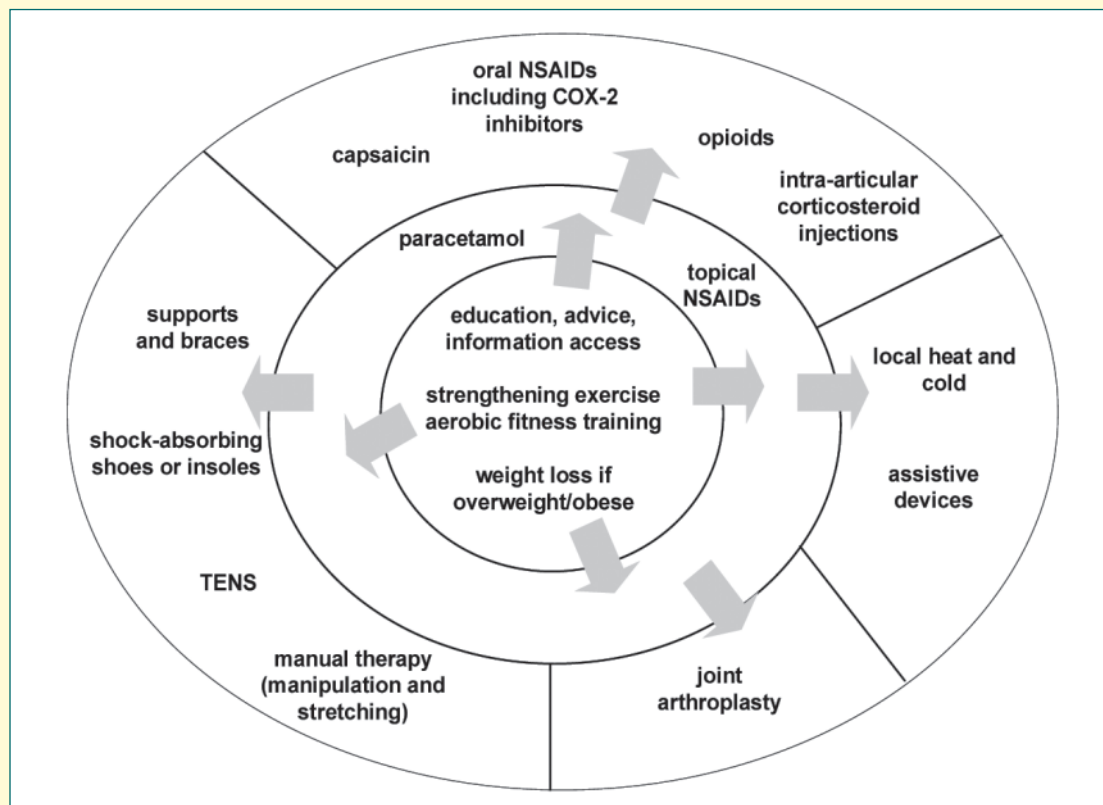 oral NSAIDs
including COX-2
inhibitors
capsaicin
opioids
intra-articular
corticosteroid
injections
paracetamol
topical
NSAIDs
education, advice,
information access
supports
and braces
local heat and
cold
strengthening exercise
aerobic fitness training
shock-absorbing
shoes or insoles
weight loss if
overweight/obese
assistive
devices
TENS
manual therapy
(manipulation and
stretching)
joint
arthroplasty